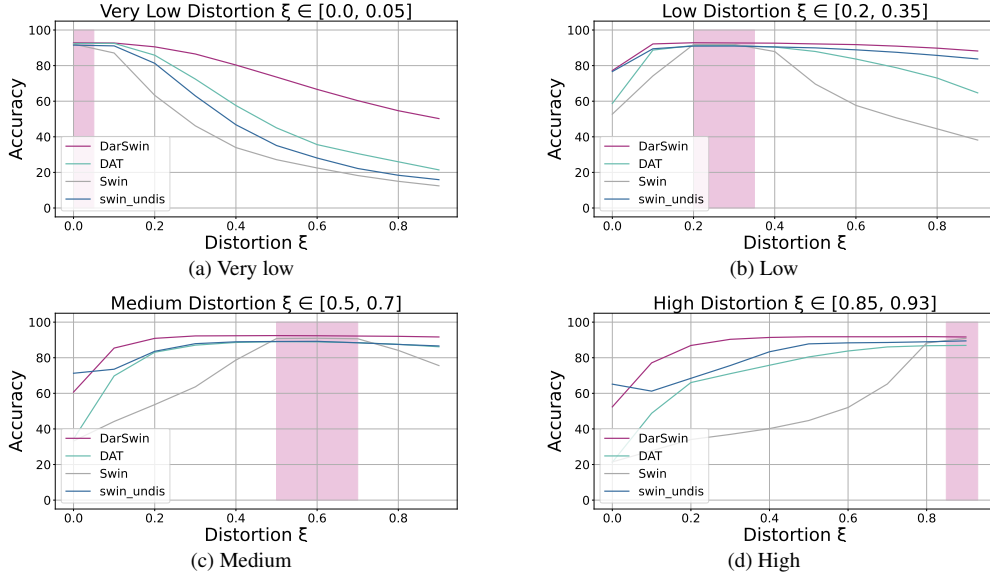 Very Low Distortion ξ ∈ [0.0, 0.05]
100
80
60
40
20
0
Accuracy
DarSwin
DAT
Swin
swin_undis
0.0 0.2 0.4 0.6 0.8
Distortion ξ
(a) Very low
Low Distortion ξ ∈ [0.2, 0.35]
100
80
60
40
20
0
Accuracy
DarSwin
DAT
Swin
swin_undis
0.0 0.2 0.4 0.6 0.8
Distortion ξ
(b) Low
Medium Distortion ξ ∈ [0.5, 0.7]
100
80
60
40
20
0
Accuracy
DarSwin
DAT
Swin
swin_undis
0.0 0.2 0.4 0.6 0.8
Distortion ξ
(c) Medium
High Distortion ξ ∈ [0.85, 0.93]
100
80
60
40
20
0
Accuracy
DarSwin
DAT
Swin
swin_undis
0.0 0.2 0.4 0.6 0.8
Distortion ξ
(d) High